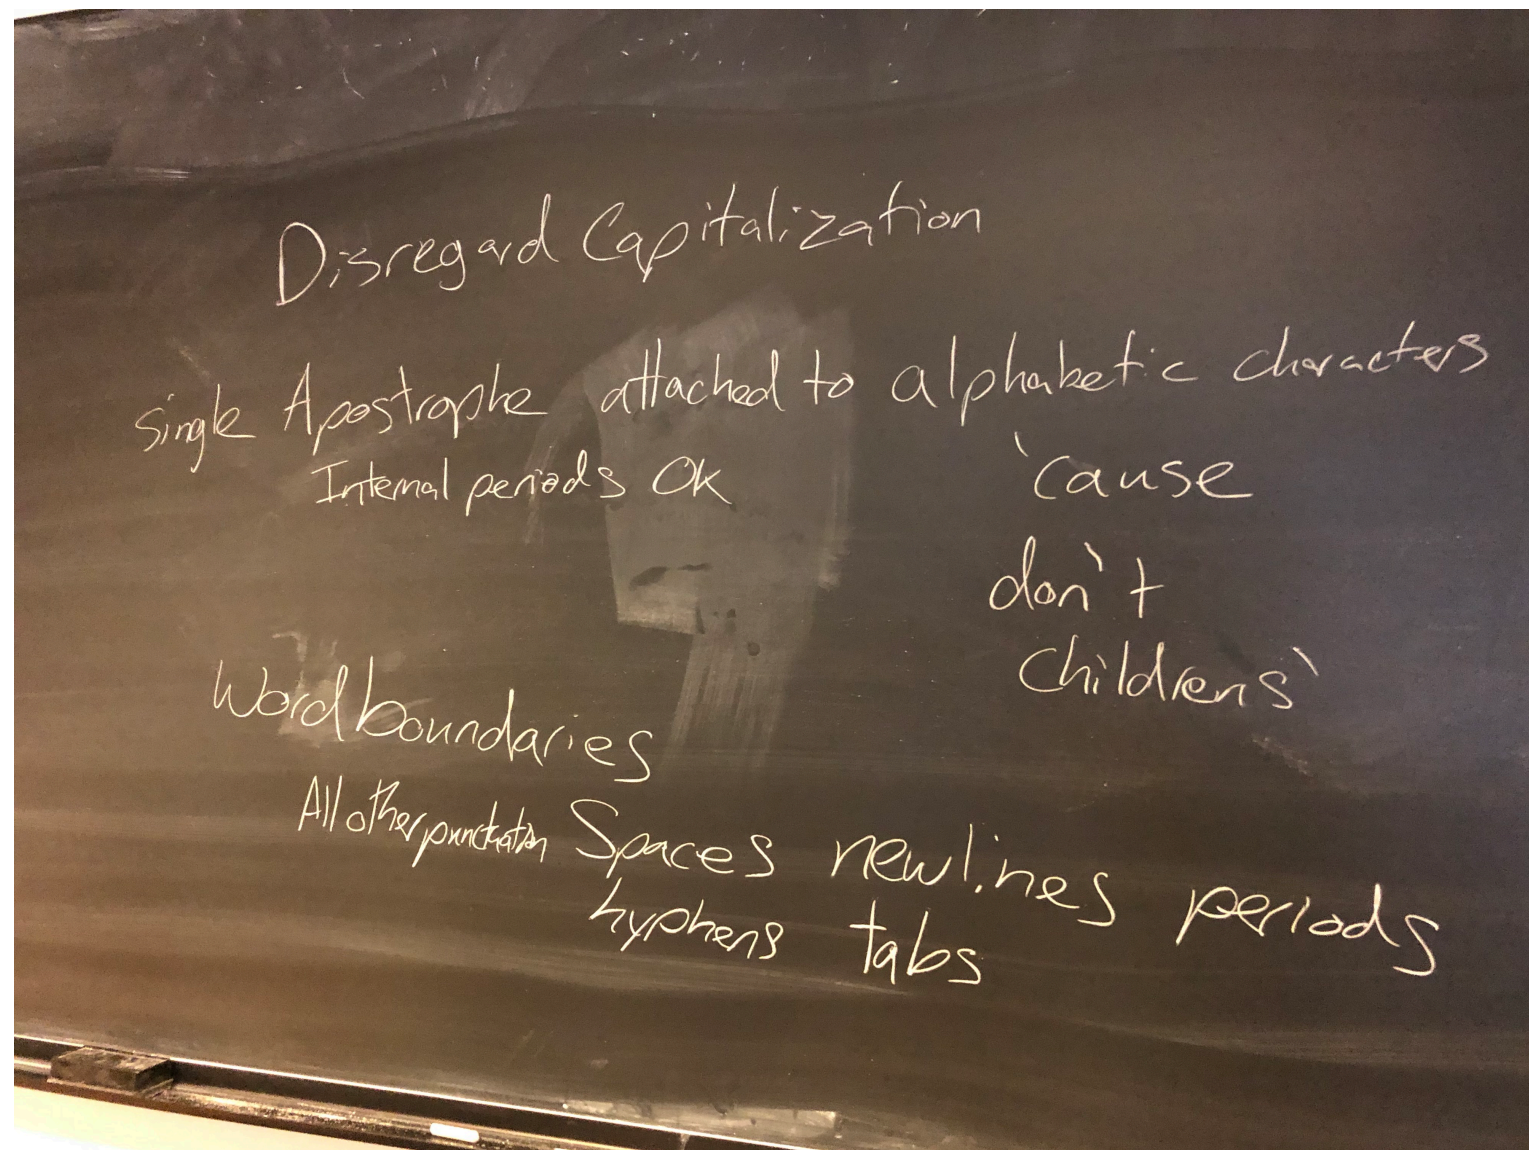 Disregard Capitalization
single Apostrophe attached to alphabetic characters
Internal periods OK
'cause
don't
childrens'
Word boundaries
All other punctuation Spaces newlines periods
hyphens tabs